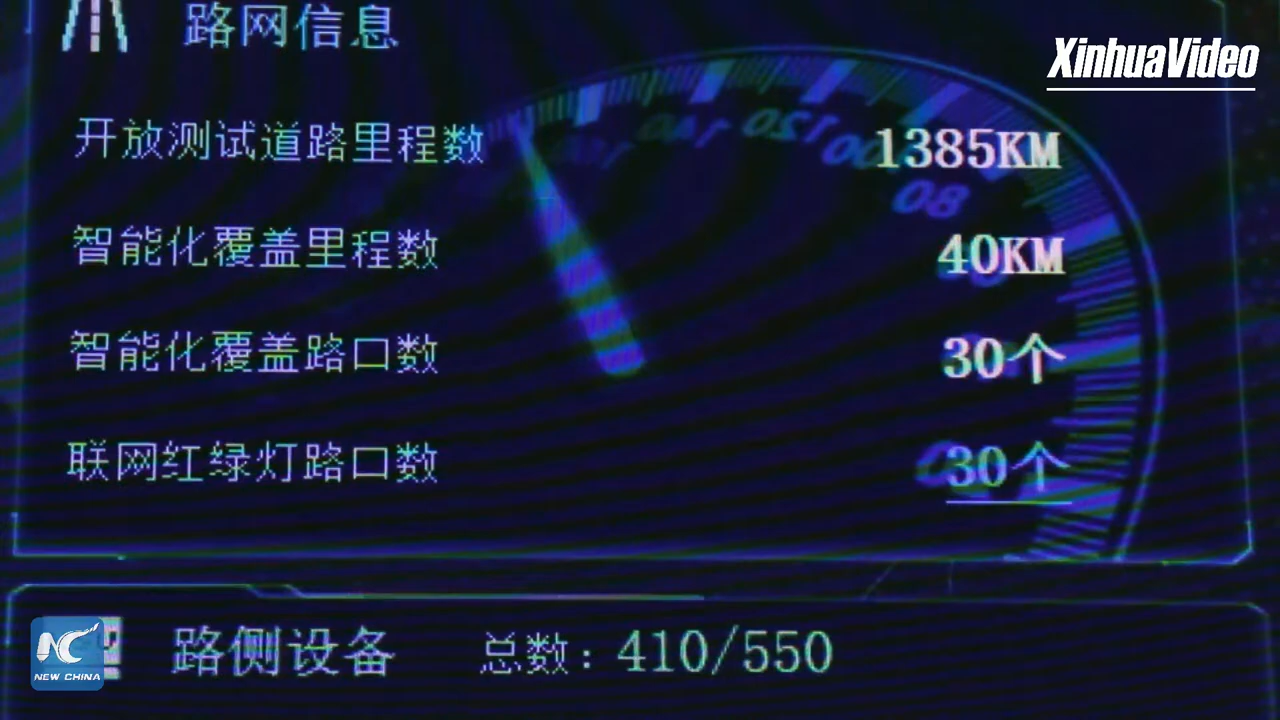 路网信息
XinhuaVideo
开放测试道路里程数 1385KM
智能化覆盖里程数 40KM
智能化覆盖路口数 30个
联网红绿灯路口数 30个
路侧设备 总数：410/550
NEW CHINA